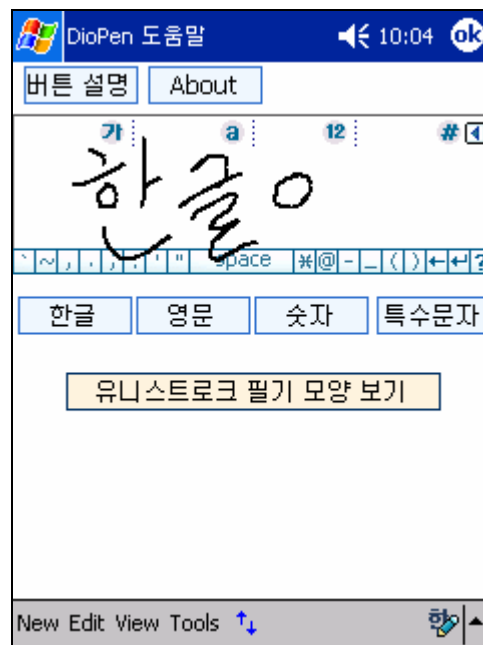 DioPen 도움말 10:04 ok
버튼 설명 About
가 a 12 #
한글ㅇ
` ~ , . ; : ' " space ※ @ - _ ( ) ← ↵ ?
한글 영문 숫자 특수문자
유니스트로크 필기 모양 보기
New Edit View Tools 한